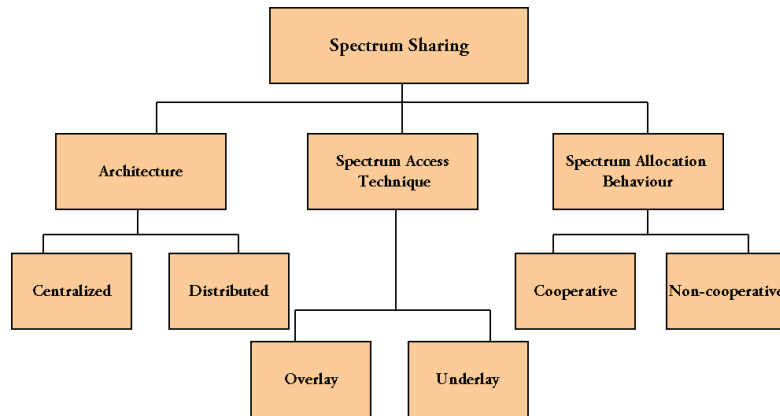 Spectrum Sharing
Architecture
Spectrum Access
Technique
Spectrum Allocation
Behaviour
Centralized
Distributed
Cooperative
Non-cooperative
Overlay
Underlay